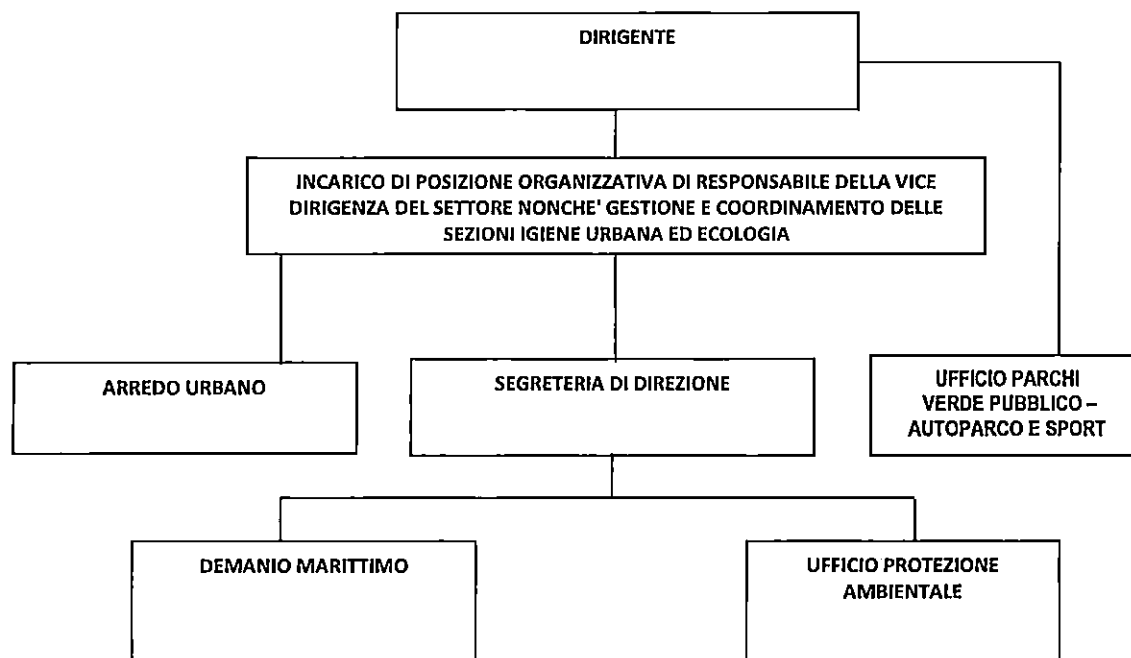 DIRIGENTE
INCARICO DI POSIZIONE ORGANIZZATIVA DI RESPONSABILE DELLA VICE
DIRIGENZA DEL SETTORE NONCHE' GESTIONE E COORDINAMENTO DELLE
SEZIONI IGIENE URBANA ED ECOLOGIA
ARREDO URBANO
SEGRETERIA DI DIREZIONE
UFFICIO PARCHI
VERDE PUBBLICO –
AUTOPARCO E SPORT
DEMANIO MARITTIMO
UFFICIO PROTEZIONE
AMBIENTALE